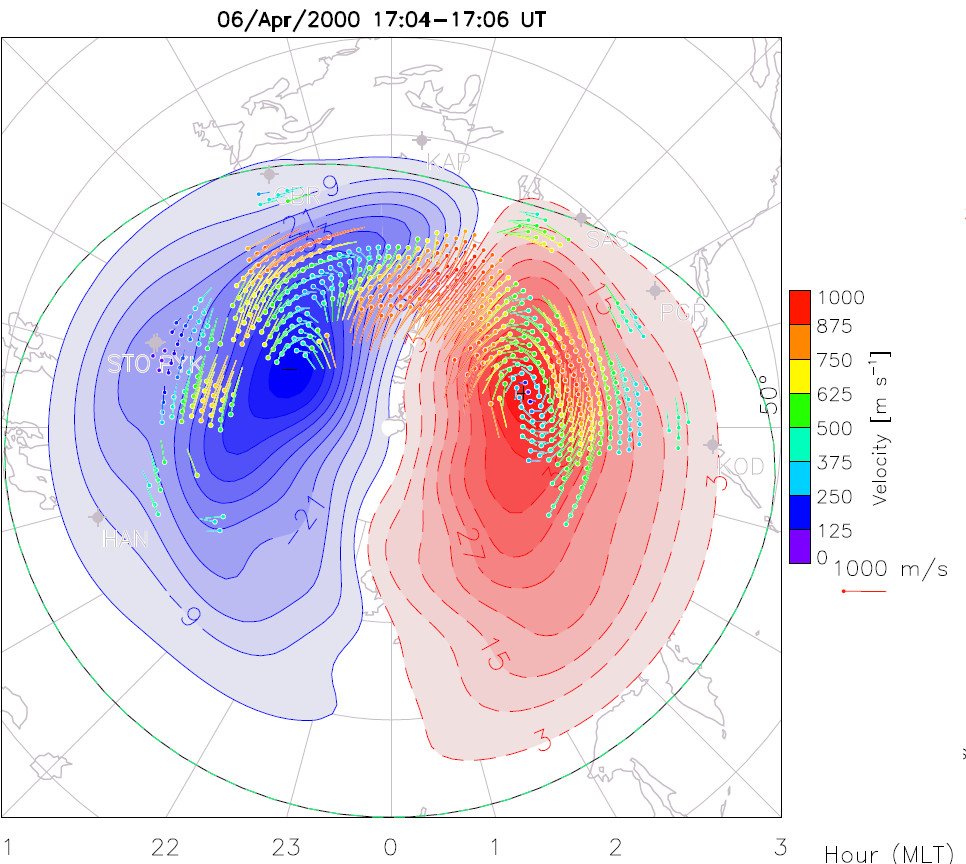 06/Apr/2000 17:04-17:06 UT
KAP
9
SAS
15
PGR
3
STO
YK
50°
KOD
3
HAN
-21
27
9
15
3
1000
875
750
625
500
375
250
125
0
Velocity [m s⁻¹]
1000 m/s
1 22 23 0 1 2 3
Hour (MLT)